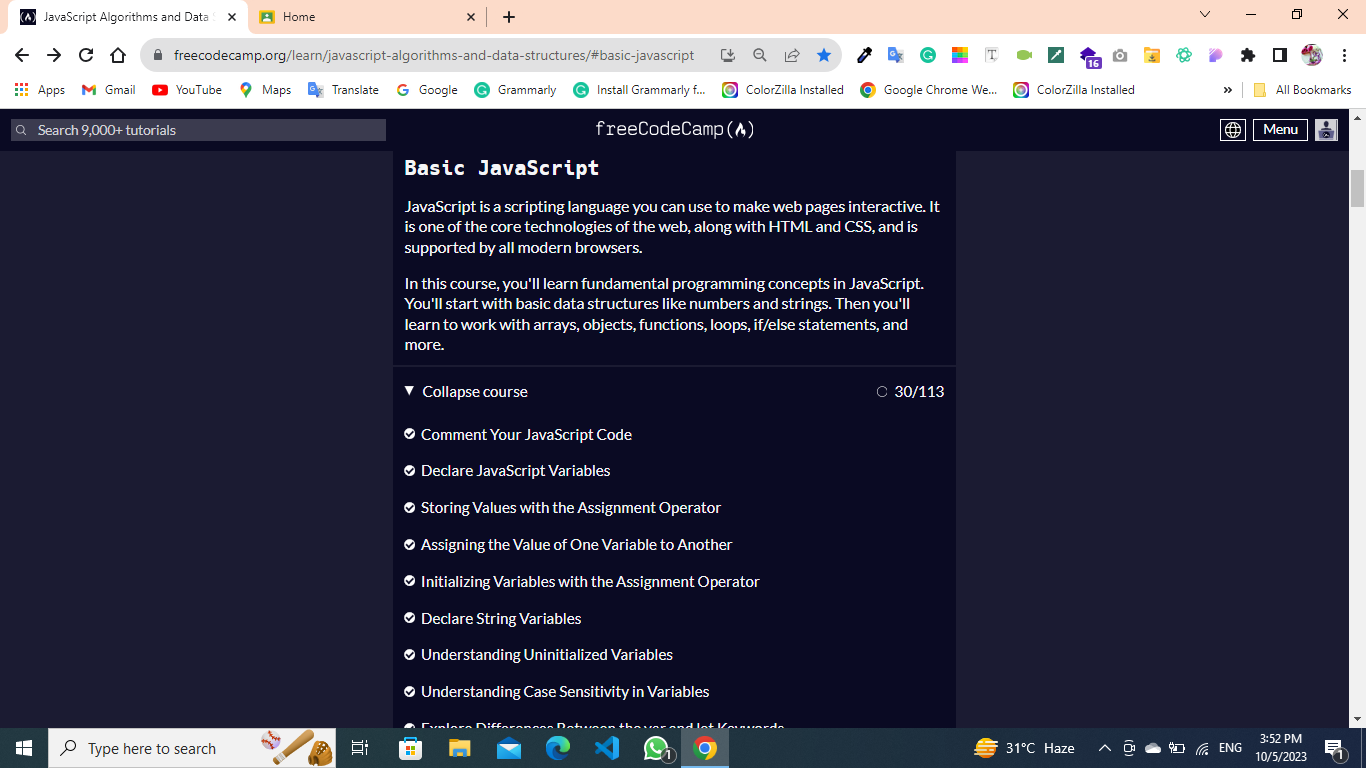 JavaScript Algorithms and Data S
Home
freecodecamp.org/learn/javascript-algorithms-and-data-structures/#basic-javascript
16
Apps
Gmail
YouTube
Maps
Translate
Google
Grammarly
Install Grammarly f...
ColorZilla Installed
Google Chrome We...
ColorZilla Installed
»
All Bookmarks
Search 9,000+ tutorials
freeCodeCamp
Menu
Basic JavaScript
JavaScript is a scripting language you can use to make web pages interactive. It
is one of the core technologies of the web, along with HTML and CSS, and is
supported by all modern browsers.
In this course, you'll learn fundamental programming concepts in JavaScript.
You'll start with basic data structures like numbers and strings. Then you'll
learn to work with arrays, objects, functions, loops, if/else statements, and
more.
Collapse course
30/113
Comment Your JavaScript Code
Declare JavaScript Variables
Storing Values with the Assignment Operator
Assigning the Value of One Variable to Another
Initializing Variables with the Assignment Operator
Declare String Variables
Understanding Uninitialized Variables
Understanding Case Sensitivity in Variables
Explore Differences Between the var and let Keywords
Type here to search
1
31°C Haze
ENG
3:52 PM
10/5/2023
1